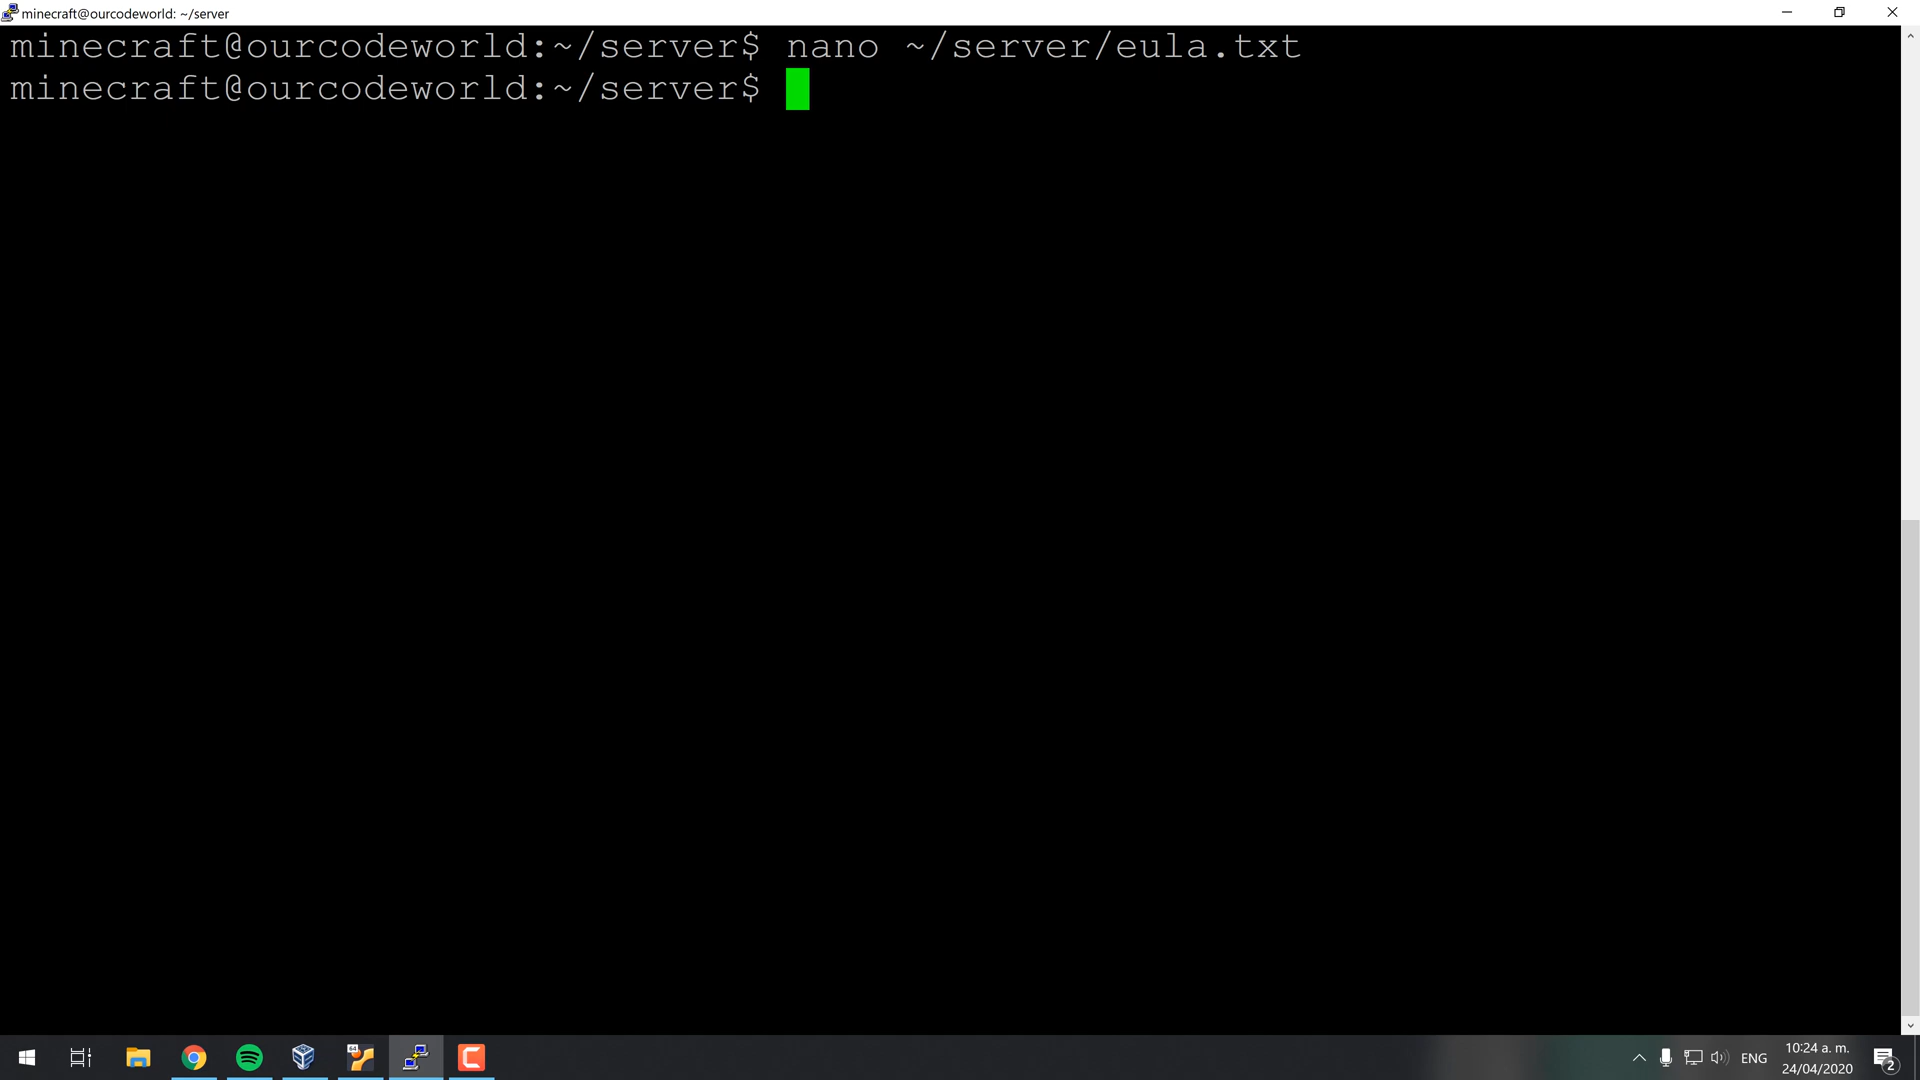 minecraft@ourcodeworld: ~/server
minecraft@ourcodeworld:~/server$ nano ~/server/eula.txt
minecraft@ourcodeworld:~/server$
64
ENG
10:24 a. m.
24/04/2020
2